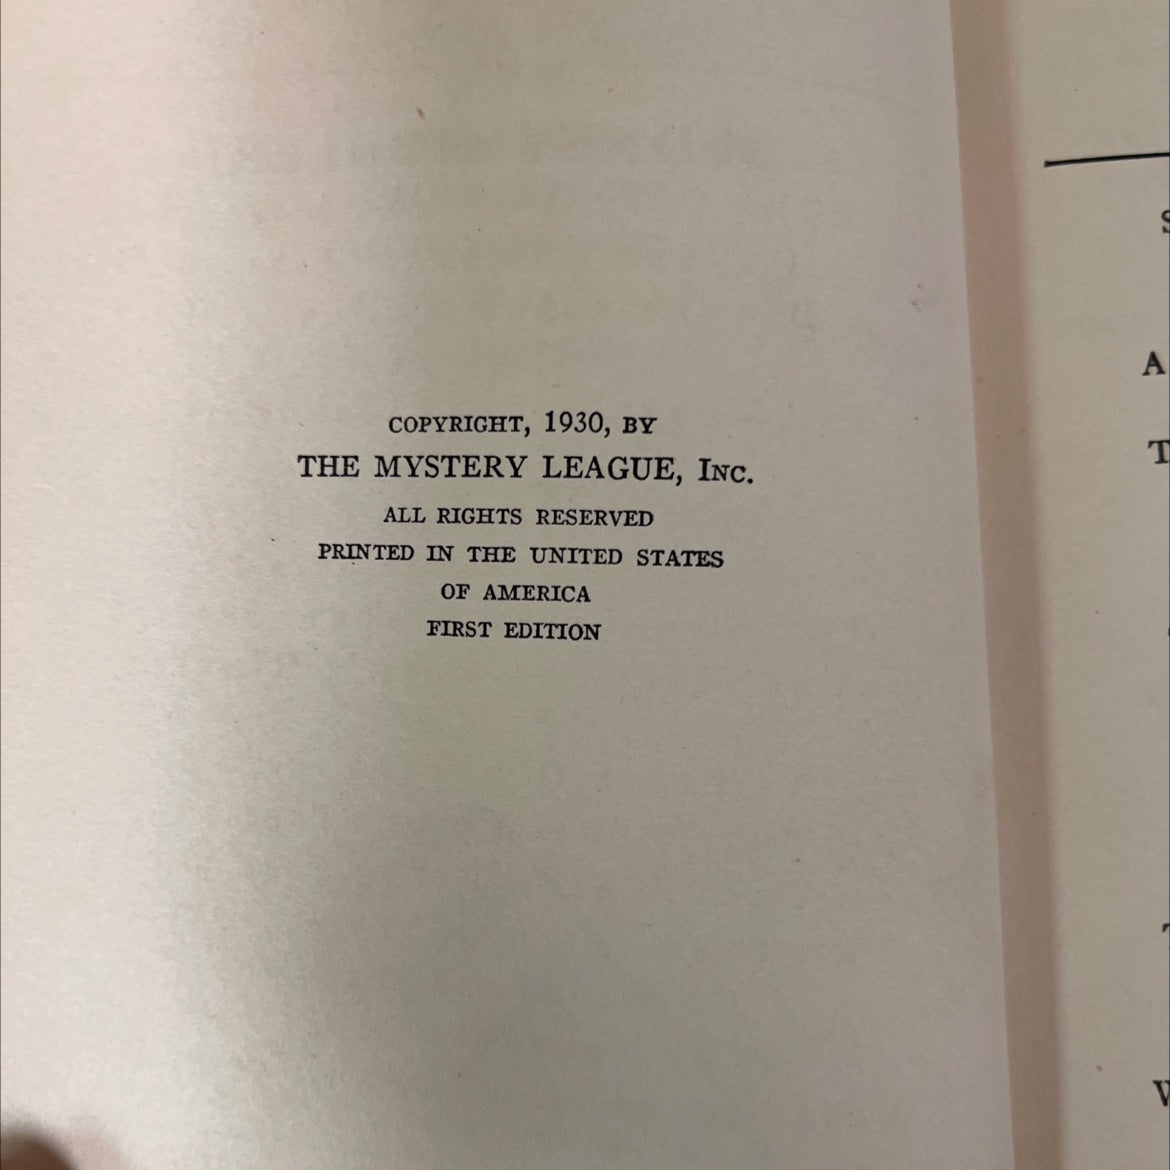 COPYRIGHT, 1930, BY
THE MYSTERY LEAGUE, INC.
ALL RIGHTS RESERVED
PRINTED IN THE UNITED STATES
OF AMERICA
FIRST EDITION